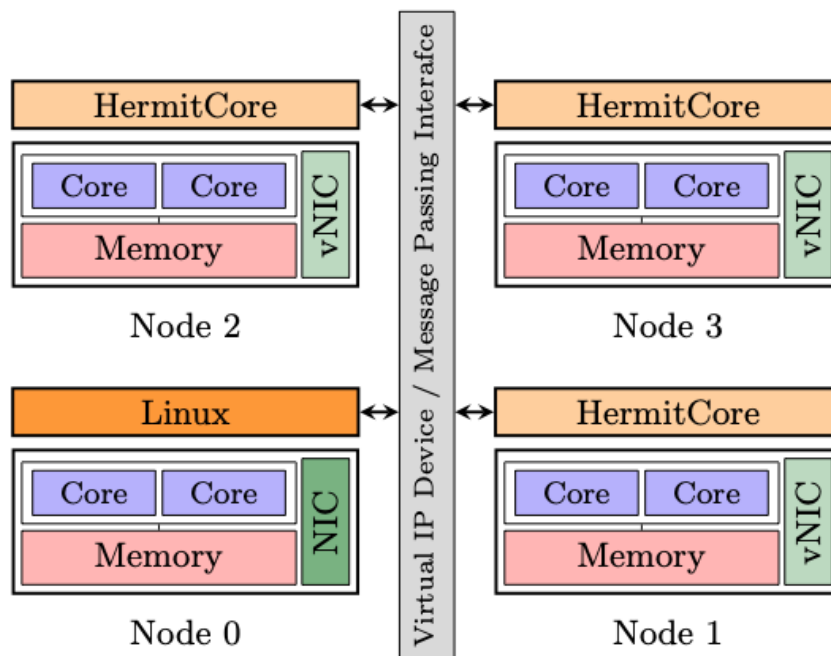 HermitCore
Core Core
vNIC
Memory
Node 2
Virtual IP Device / Message Passing Interafce
HermitCore
Core Core
vNIC
Memory
Node 3
Linux
Core Core
NIC
Memory
Node 0
HermitCore
Core Core
vNIC
Memory
Node 1